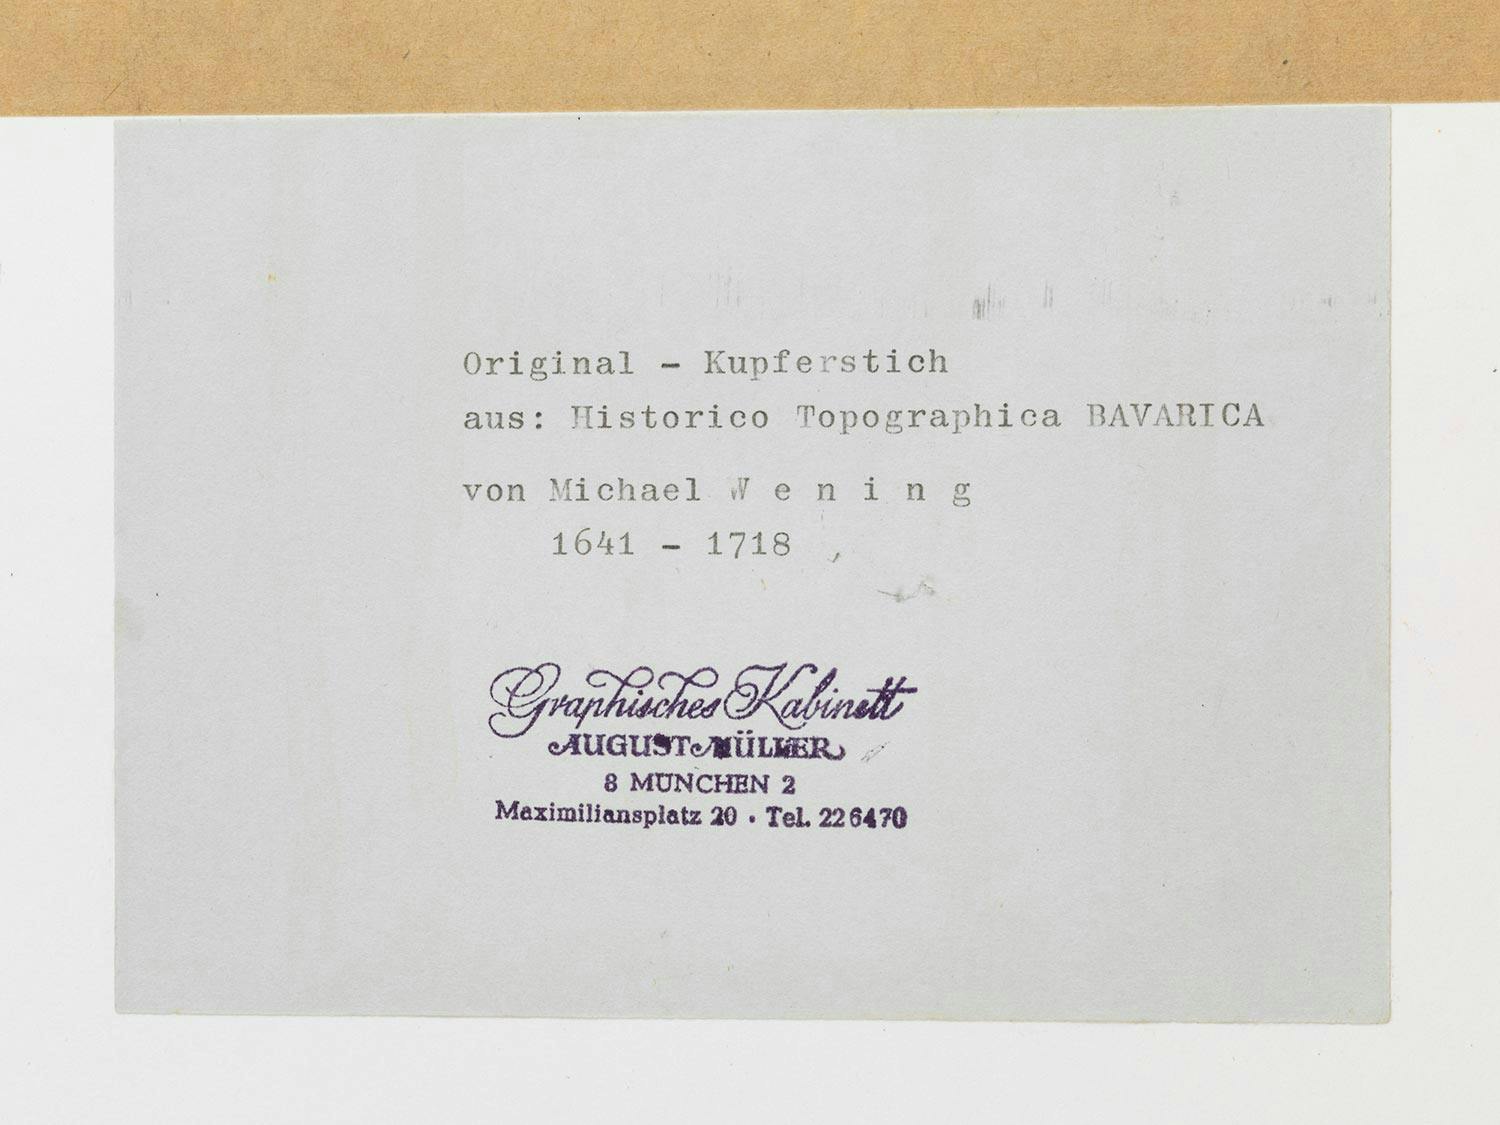 Original - Kupferstich
aus: Historico Topographica BAVARICA
von Michael W e n i n g
1641 - 1718
Graphisches Kabinett
AUGUST MÜLLER
8 MÜNCHEN 2
Maximiliansplatz 20 · Tel. 226470